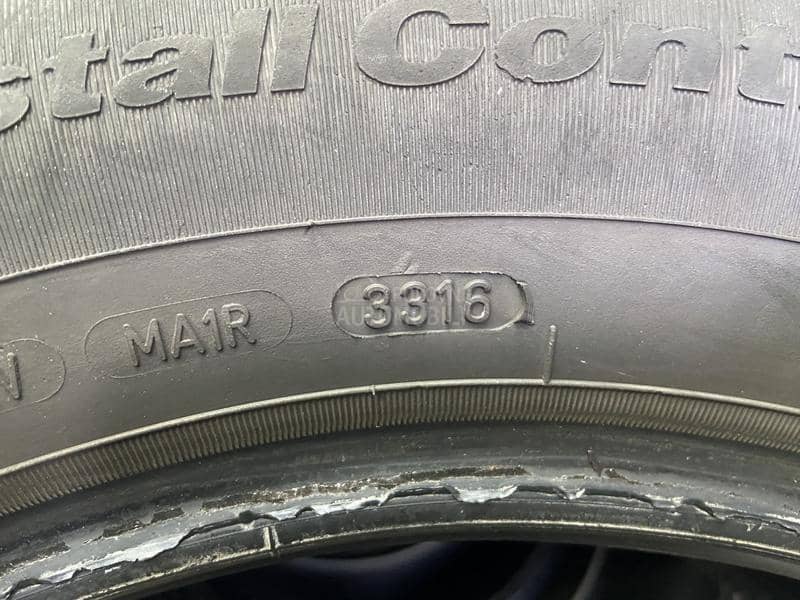 stall Cont
N MA1R 3316